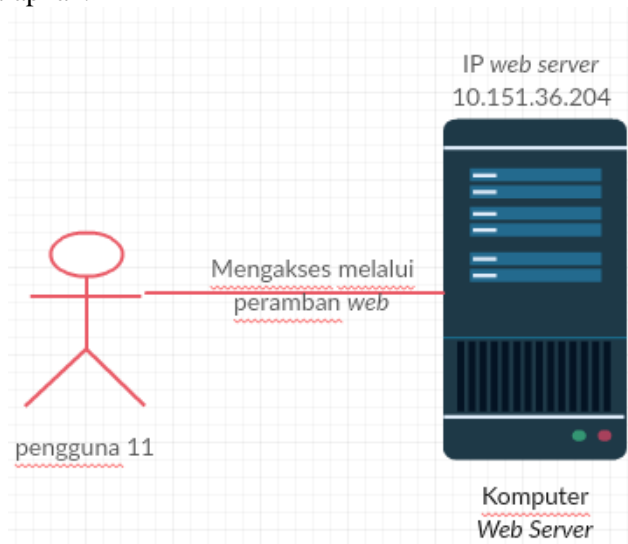 IP web server
10.151.36.204
Mengakses melalui
peramban web
pengguna 11
Komputer
Web Server